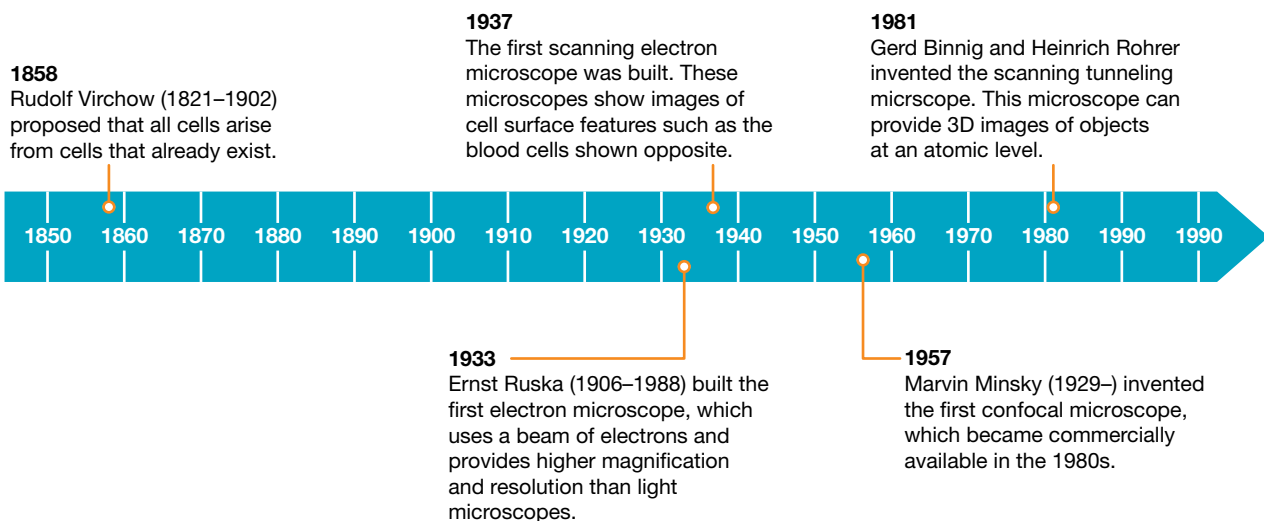 1858
Rudolf Virchow (1821–1902)
proposed that all cells arise
from cells that already exist.
1937
The first scanning electron
microscope was built. These
microscopes show images of
cell surface features such as the
blood cells shown opposite.
1981
Gerd Binnig and Heinrich Rohrer
invented the scanning tunneling
micrscope. This microscope can
provide 3D images of objects
at an atomic level.
1850 1860 1870 1880 1890 1900 1910 1920 1930 1940 1950 1960 1970 1980 1990 1990
1933
Ernst Ruska (1906–1988) built the
first electron microscope, which
uses a beam of electrons and
provides higher magnification
and resolution than light
microscopes.
1957
Marvin Minsky (1929–) invented
the first confocal microscope,
which became commercially
available in the 1980s.